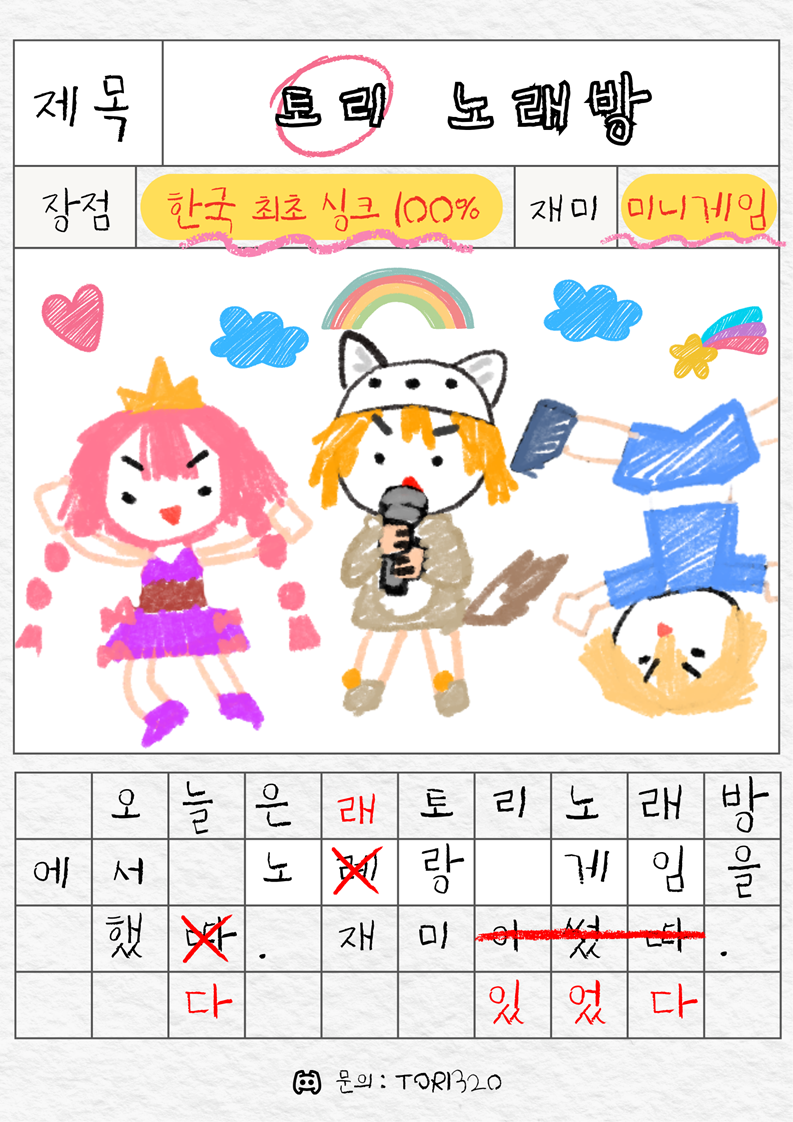 제목 토리 노래방
장점 한국 최초 싱크 100% 재미 미니게임
오늘은 래 토리노래방
에서 노레랑 게임을
했따. 재미이썼따.
다 있었다
문의: TORI320